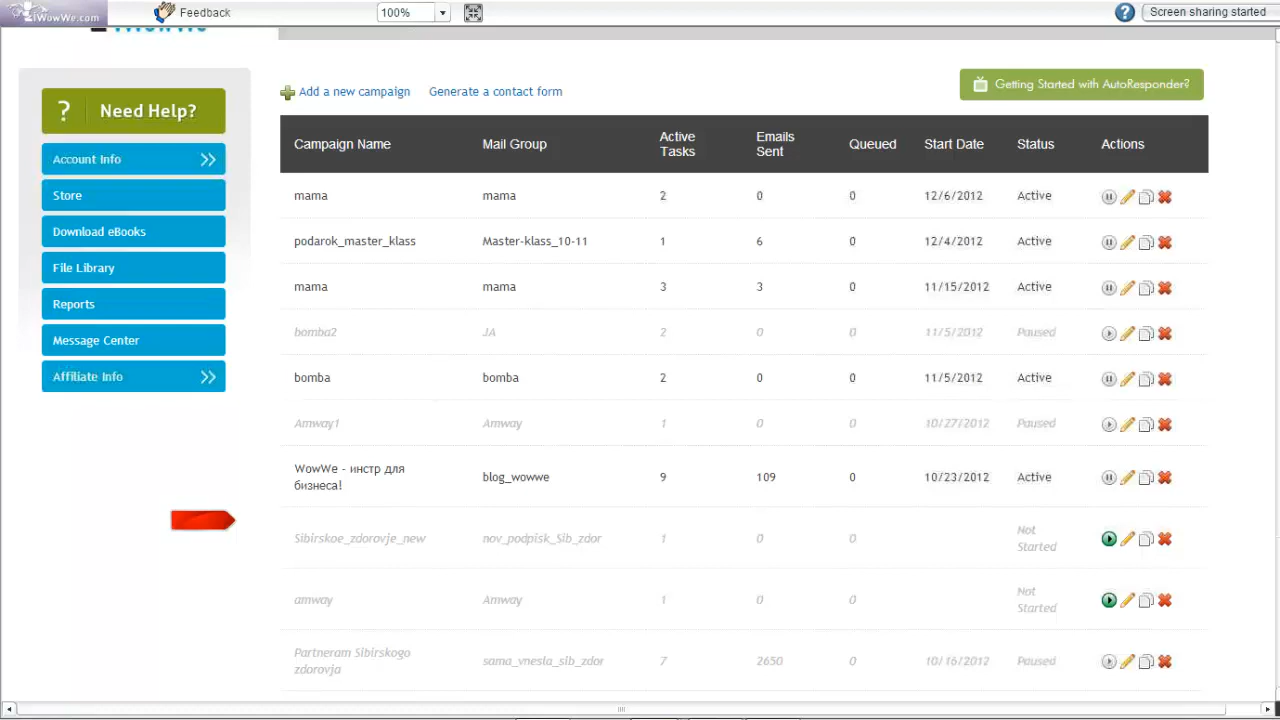 iWowWe.com
Feedback
100%
?
Screen sharing started
? Need Help?
Account Info
Store
Download eBooks
File Library
Reports
Message Center
Affiliate Info
Add a new campaign
Generate a contact form
Getting Started with AutoResponder?
Campaign Name Mail Group Active Tasks Emails Sent Queued Start Date Status Actions
mama mama 2 0 0 12/6/2012 Active
podarok_master_klass Master-klass_10-11 1 6 0 12/4/2012 Active
mama mama 3 3 0 11/15/2012 Active
bomba2 JA 2 0 0 11/5/2012 Paused
bomba bomba 2 0 0 11/5/2012 Active
Amway1 Amway 1 0 0 10/27/2012 Paused
WowWe - инстр для
бизнеса! blog_wowwe 9 109 0 10/23/2012 Active
Sibirskoe_zdorovje_new nov_podpisk_Sib_zdor 1 0 0 Not
Started
amway Amway 1 0 0 Not
Started
Partneram Sibirskogo
zdorovja sama_vnesla_sib_zdor 7 2650 0 10/16/2012 Paused